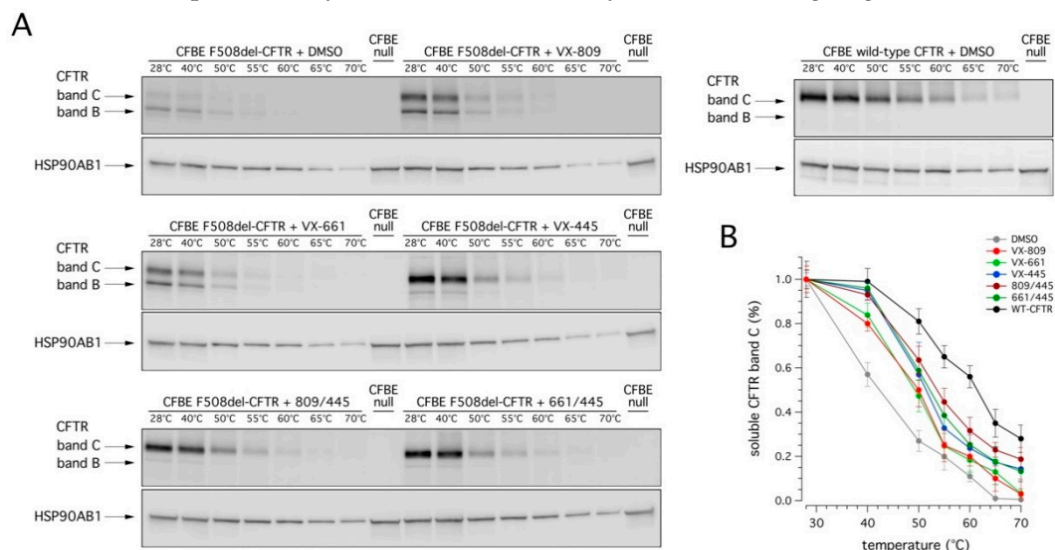 A
CFBE F508del-CFTR + DMSO CFBE null CFBE F508del-CFTR + VX-809 CFBE null
28°C 40°C 50°C 55°C 60°C 65°C 70°C 28°C 40°C 50°C 55°C 60°C 65°C 70°C
CFTR
band C
band B
HSP90AB1
CFBE wild-type CFTR + DMSO CFBE null
28°C 40°C 50°C 55°C 60°C 65°C 70°C
CFTR
band C
band B
HSP90AB1
CFBE F508del-CFTR + VX-661 CFBE null CFBE F508del-CFTR + VX-445 CFBE null
28°C 40°C 50°C 55°C 60°C 65°C 70°C 28°C 40°C 50°C 55°C 60°C 65°C 70°C
CFTR
band C
band B
HSP90AB1
CFBE F508del-CFTR + 809/445 CFBE null CFBE F508del-CFTR + 661/445 CFBE null
28°C 40°C 50°C 55°C 60°C 65°C 70°C 28°C 40°C 50°C 55°C 60°C 65°C 70°C
CFTR
band C
band B
HSP90AB1
B
DMSO
VX-809
VX-661
VX-445
809/445
661/445
WT-CFTR
soluble CFTR band C (%)
1.0
0.8
0.6
0.4
0.2
0.0
30 40 50 60 70
temperature (°C)